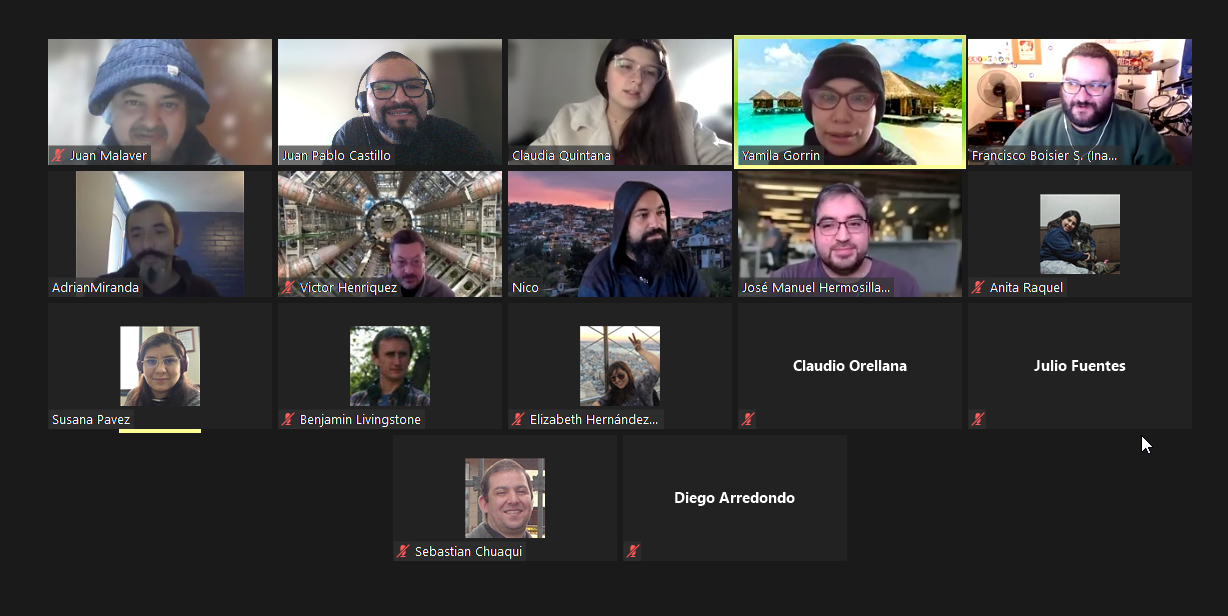 Juan Malaver
Juan Pablo Castillo
Claudia Quintana
Yamila Gorrin
Francisco Boisier S. (Ina...
AdrianMiranda
Victor Henriquez
Nico
José Manuel Hermosilla...
Anita Raquel
Susana Pavez
Benjamin Livingstone
Elizabeth Hernández...
Claudio Orellana
Julio Fuentes
Sebastian Chuaqui
Diego Arredondo